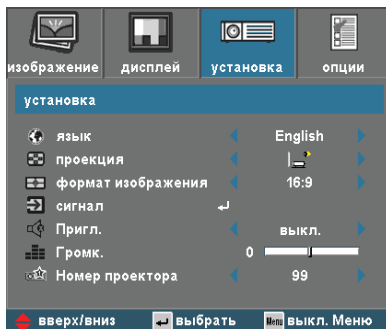 изображение дисплей установка опции
установка
язык English
проекция
формат изображения 16:9
сигнал
Пригл. выкл.
Громк. 0
Номер проектора 99
вверх/вниз выбрать Menu выкл. Меню